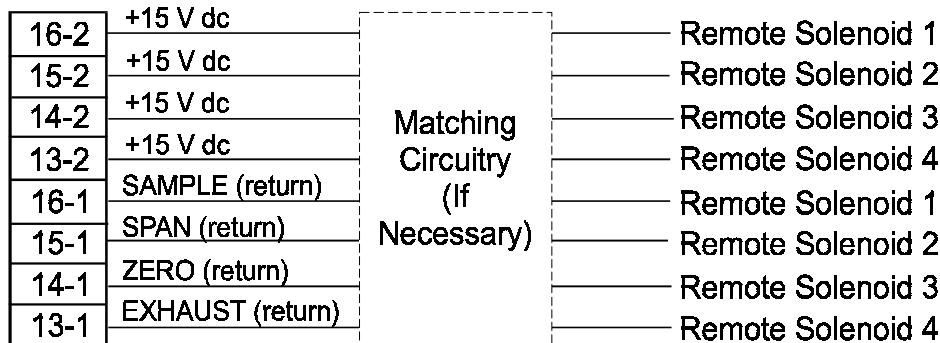 16-2 +15 V dc Remote Solenoid 1
15-2 +15 V dc Remote Solenoid 2
14-2 +15 V dc Remote Solenoid 3
13-2 +15 V dc Remote Solenoid 4
16-1 SAMPLE (return) Remote Solenoid 1
15-1 SPAN (return) Remote Solenoid 2
14-1 ZERO (return) Remote Solenoid 3
13-1 EXHAUST (return) Remote Solenoid 4
Matching
Circuitry
(If
Necessary)